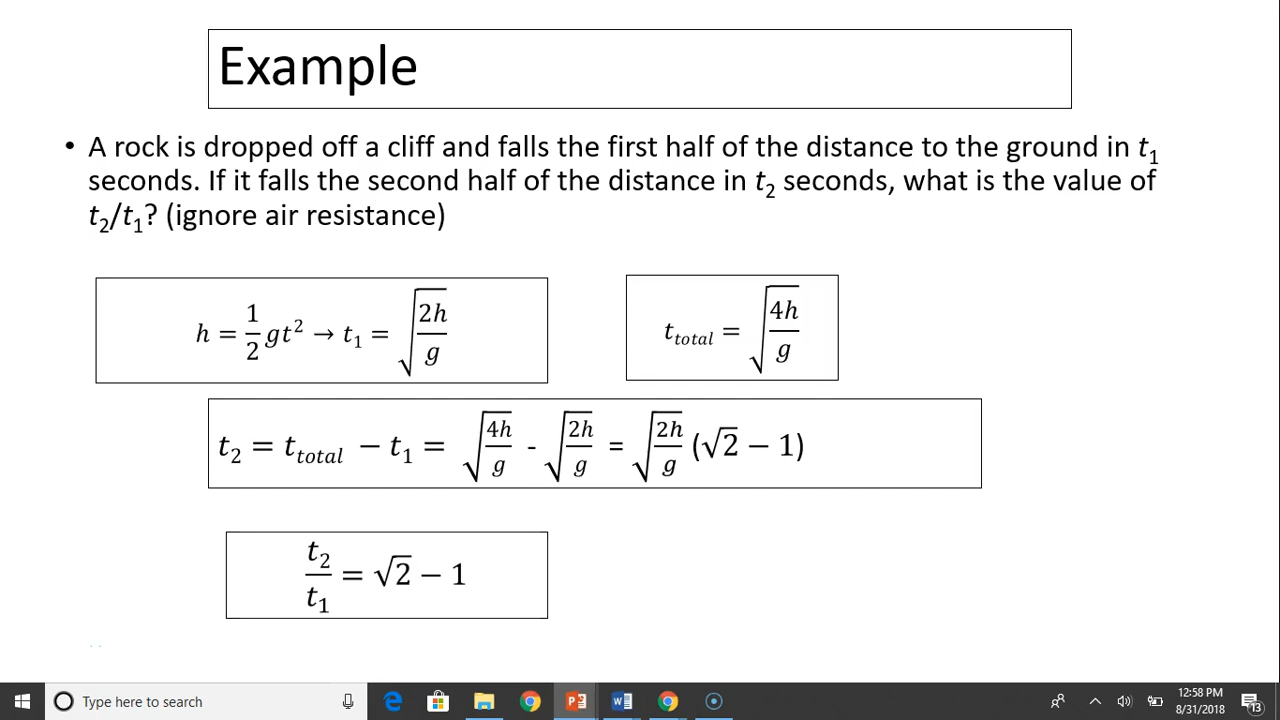 Example
• A rock is dropped off a cliff and falls the first half of the distance to the ground in t₁
seconds. If it falls the second half of the distance in t₂ seconds, what is the value of
t₂/t₁? (ignore air resistance)
h = 1/2 gt² → t₁ = √(2h/g)
t_total = √(4h/g)
t₂ = t_total − t₁ = √(4h/g) - √(2h/g) = √(2h/g) (√2 − 1)
t₂/t₁ = √2 − 1
Type here to search
12:58 PM
8/31/2018
13